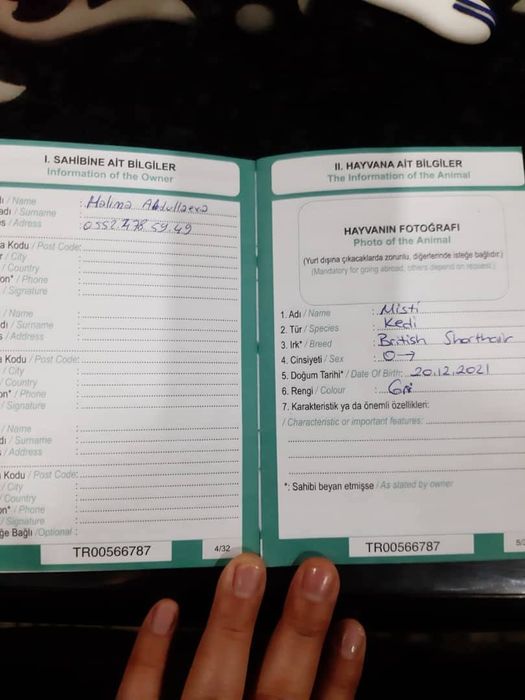 I. SAHİBİNE AİT BİLGİLER
Information of the Owner
/ Name : Halima Abdullaeva
adı / Surname
s / Adress : 0552.478.59.49
a Kodu / Post Code:
/ City
/ Country
on* / Phone
/ Signature
/ Name
dı / Surname
s / Address
a Kodu / Post Code:
/ City
/ Country
on* / Phone
/ Signature
/ Name
dı / Surname
/ Address
Kodu / Post Code:
/ City
/ Country
on* / Phone
/ Signature
ğe Bağlı /Optional :
TR00566787
4/32
II. HAYVANA AİT BİLGİLER
The Information of the Animal
HAYVANIN FOTOĞRAFI
Photo of the Animal
(Yurt dışına çıkacaklarda zorunlu, diğerlerinde isteğe bağlıdır.)
(Mandatory for going abroad, others depend on request.)
1. Adı / Name : Misti
2. Tür / Species : Kedi
3. Irk* / Breed : British Shorthair
4. Cinsiyeti / Sex :
5. Doğum Tarihi* / Date Of Birth: 20.12.2021
6. Rengi / Colour : Gri
7. Karakteristik ya da önemli özellikleri:
/ Characteristic or important features:
*: Sahibi beyan etmişse / As stated by owner
TR00566787